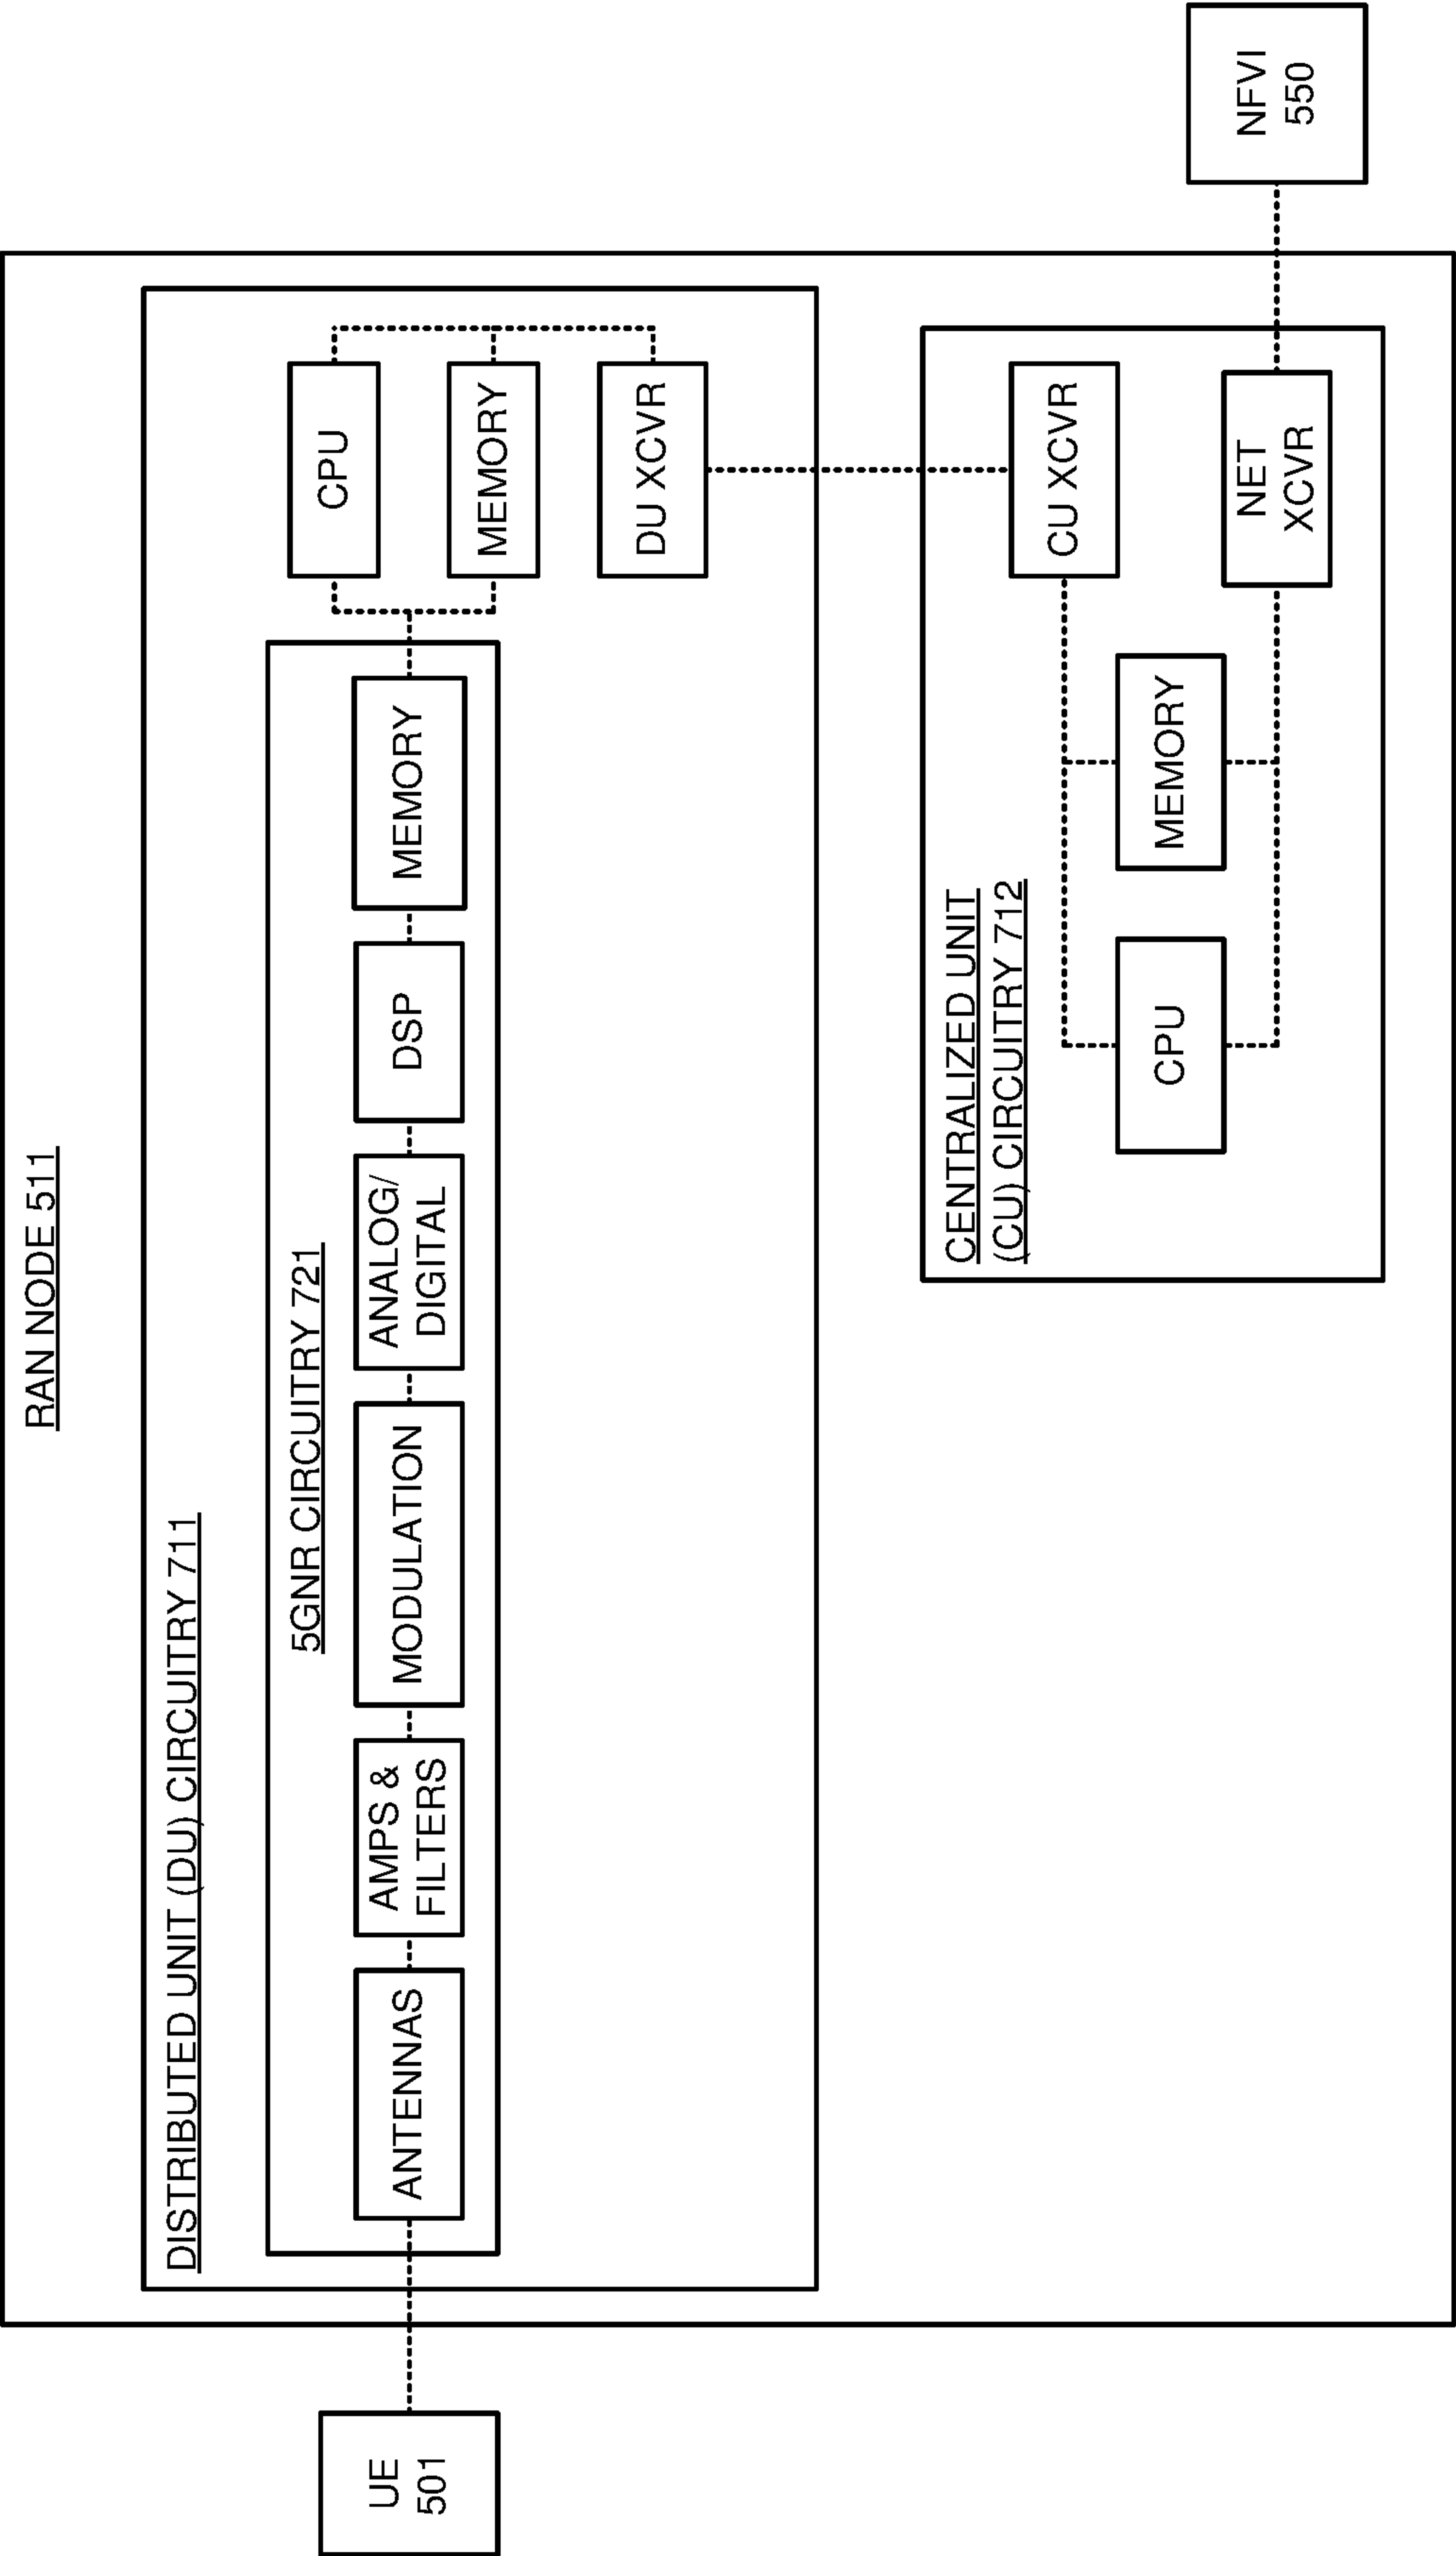 RAN NODE 511
DISTRIBUTED UNIT (DU) CIRCUITRY 711
5GNR CIRCUITRY 721
UE
501
ANTENNAS
AMPS &
FILTERS
MODULATION
ANALOG/
DIGITAL
DSP
MEMORY
CPU
MEMORY
DU XCVR
CENTRALIZED UNIT
(CU) CIRCUITRY 712
CPU
MEMORY
CU XCVR
NET
XCVR
NFVI
550